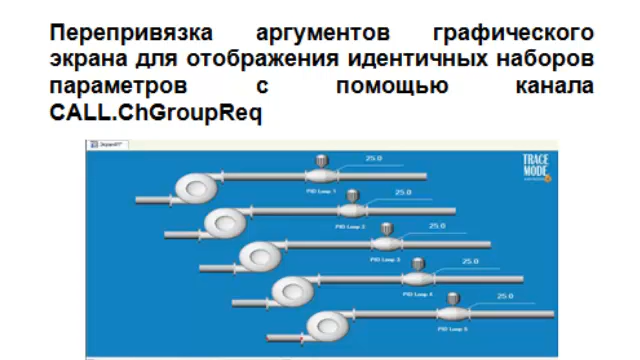 Перепривязка аргументов графического
экрана для отображения идентичных наборов
параметров с помощью канала
CALL.ChGroupReq
Экран#1*
TRACE
MODE
25.0
PID Loop 1
25.0
PID Loop 2
25.0
PID Loop 3
25.0
PID Loop 4
25.0
PID Loop 5